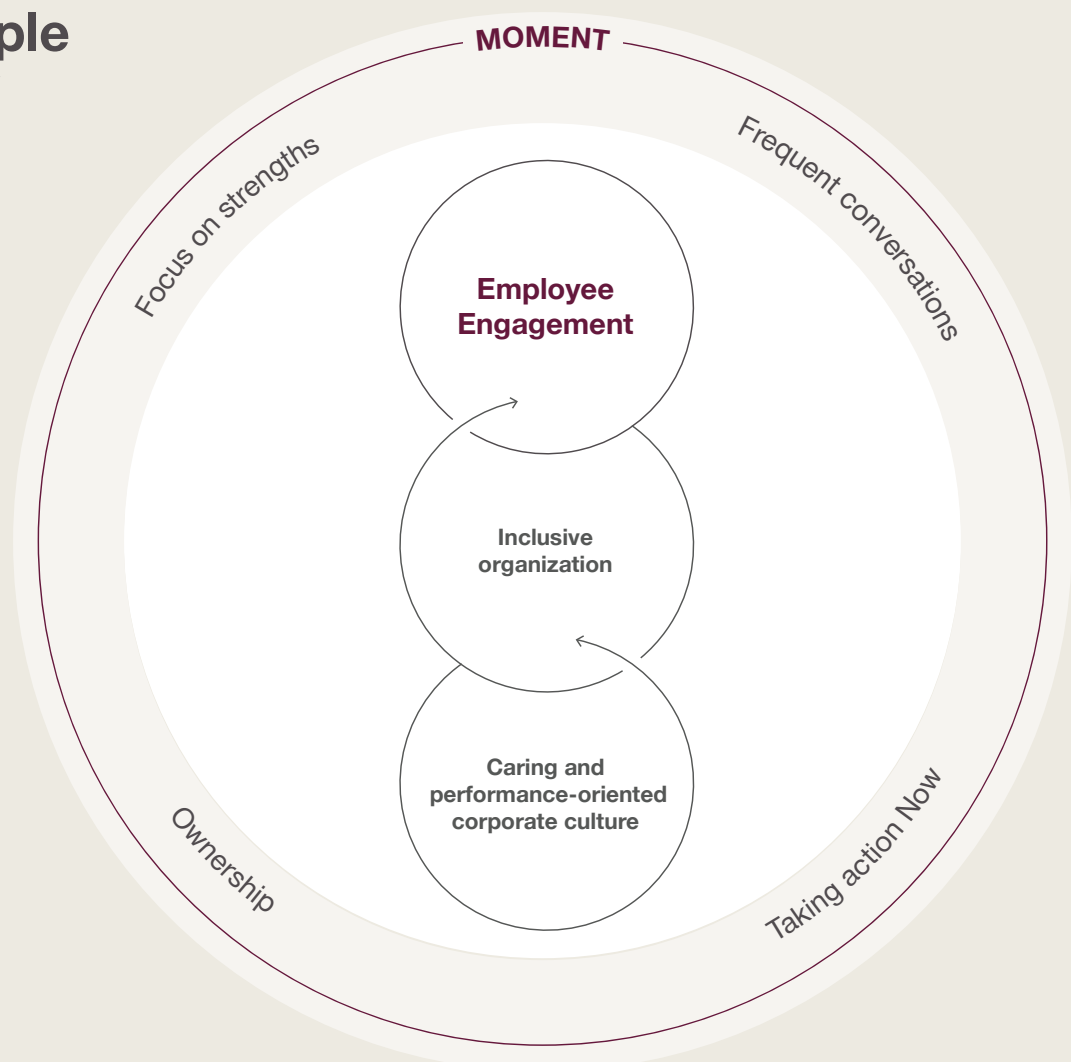 ple
MOMENT
Focus on strengths
Frequent conversations
Employee
Engagement
Inclusive
organization
Caring and
performance-oriented
corporate culture
Ownership
Taking action Now